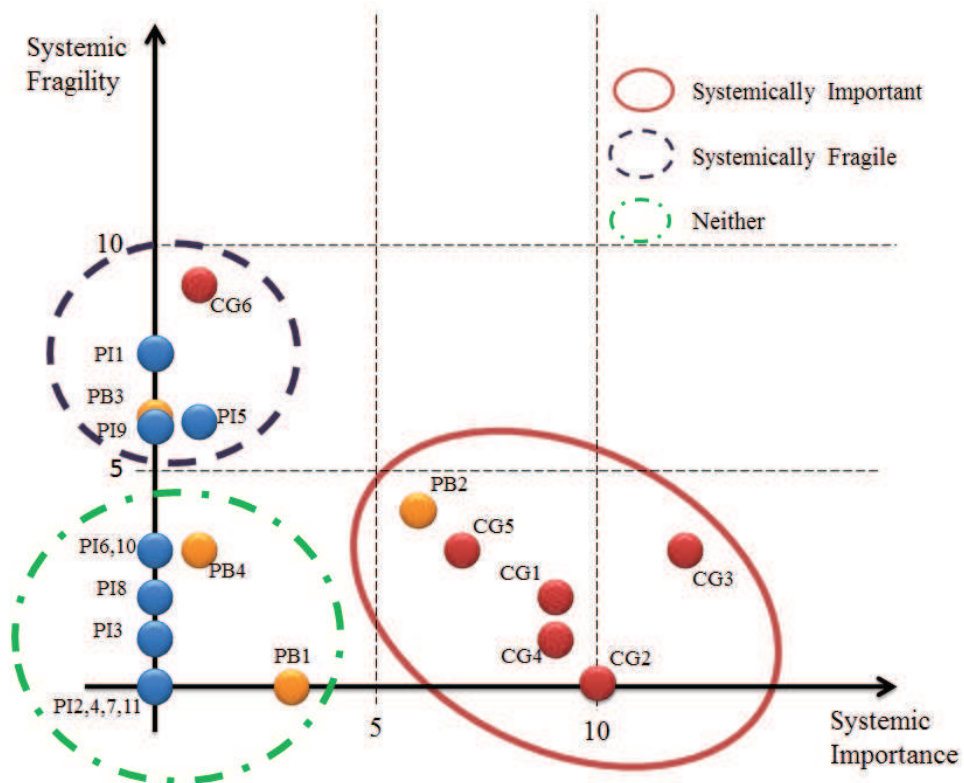 Systemic
Fragility
Systemically Important
Systemically Fragile
Neither
10
CG6
PI1
PB3
PI5
PI9
5
PB2
PI6,10
CG5
PB4
CG3
CG1
PI8
PI3
CG4
CG2
PB1
PI2,4,7,11
5
10
Systemic
Importance